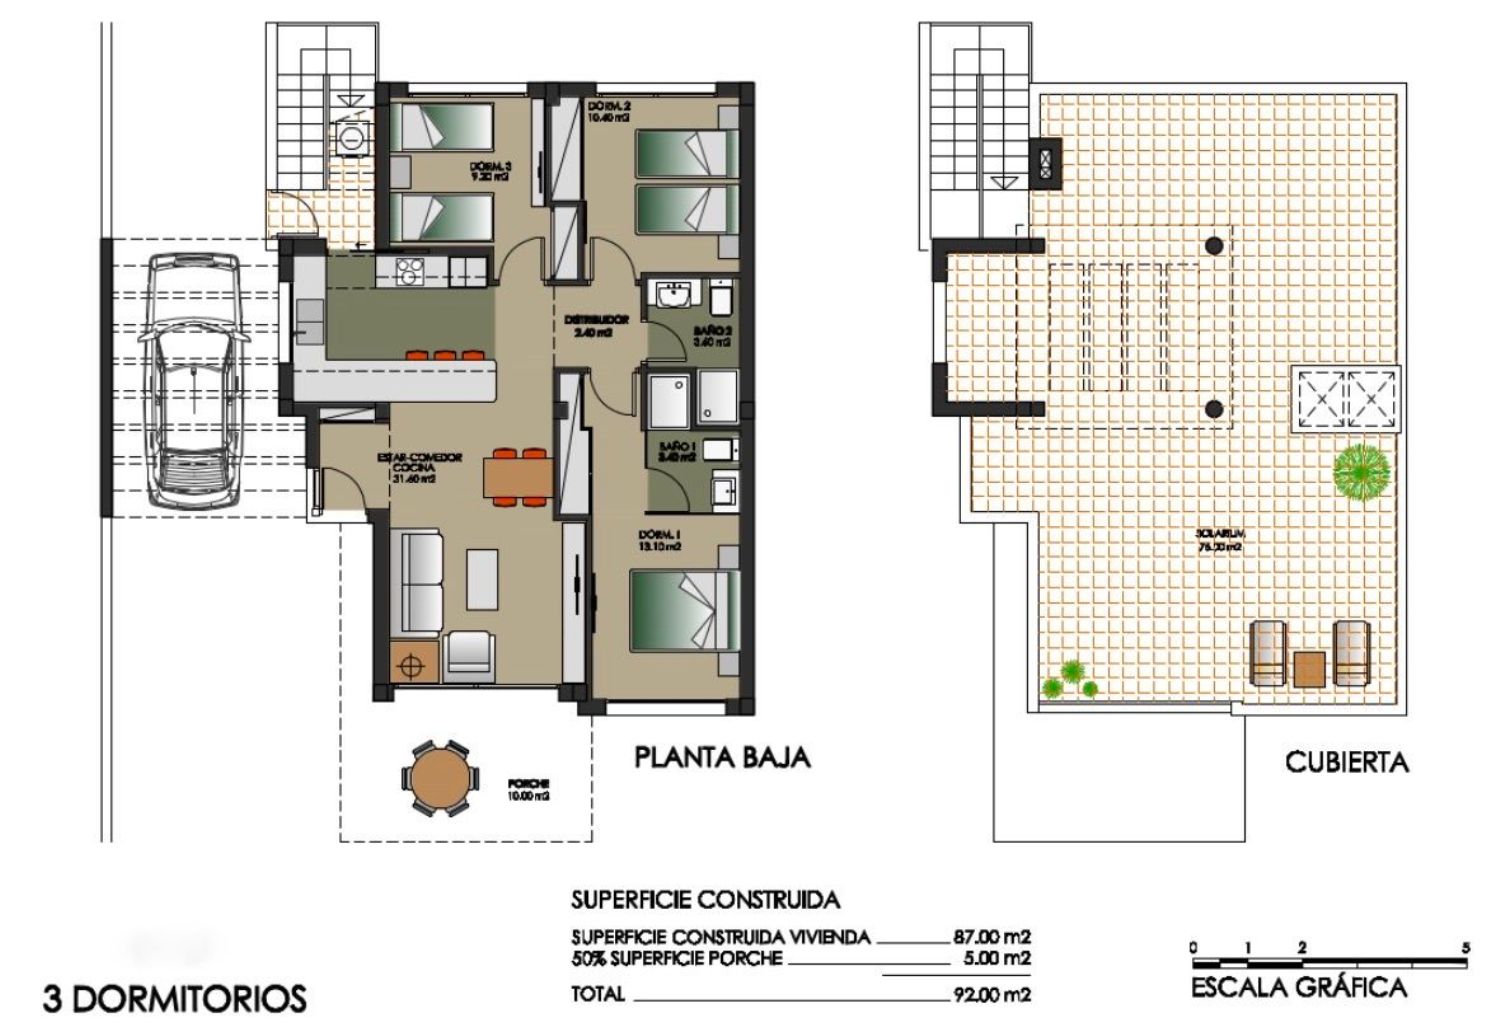 DORM. 2
10.40 m2
DORM. 3
9.20 m2
DISTRIBUIDOR
2.40 m2
BAÑO 2
3.60 m2
ESTAR-COMEDOR
COCINA
31.60 m2
BAÑO 1
3.40 m2
DORM. 1
13.10 m2
PORCHE
10.00 m2
PLANTA BAJA
SOLARIUM
75.00 m2
CUBIERTA
SUPERFICIE CONSTRUIDA
SUPERFICIE CONSTRUIDA VIVIENDA 87.00 m2
50% SUPERFICIE PORCHE 5.00 m2
TOTAL 92.00 m2
3 DORMITORIOS
0 1 2 5
ESCALA GRÁFICA